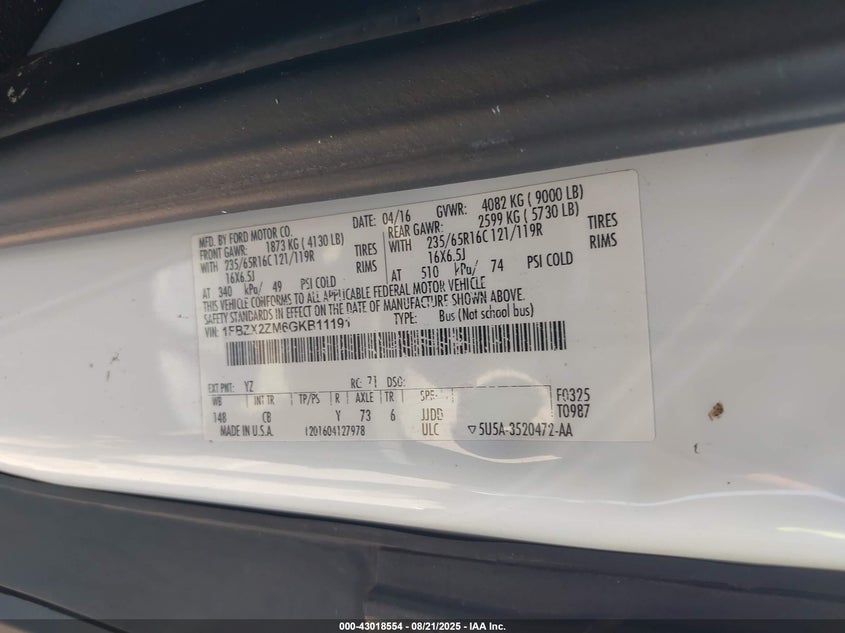 MFD. BY FORD MOTOR CO. DATE: 04/16 GVWR: 4082 KG ( 9000 LB)
FRONT GAWR: 1873 KG ( 4130 LB) REAR GAWR: 2599 KG ( 5730 LB)
WITH 235/65R16C 121/119R TIRES WITH 235/65R16C 121/119R TIRES
16X6.5J RIMS 16X6.5J RIMS
AT 340 kPa/ 49 PSI COLD AT 510 kPa/ 74 PSI COLD
THIS VEHICLE CONFORMS TO ALL APPLICABLE FEDERAL MOTOR VEHICLE
SAFETY STANDARDS IN EFFECT ON THE DATE OF MANUFACTURE SHOWN ABOVE.
VIN: 1FBZX2ZM6GKB11191 TYPE: Bus (Not school bus)
EXT PNT: YZ RC: 71 DSO: F0325
WB INT TR TP/PS R AXLE TR T0987
148 CB Y 73 6 JJDD
MADE IN U.S.A. ULC 5U5A-3520472-AA
000-43018554 - 08/21/2025 - IAA Inc.